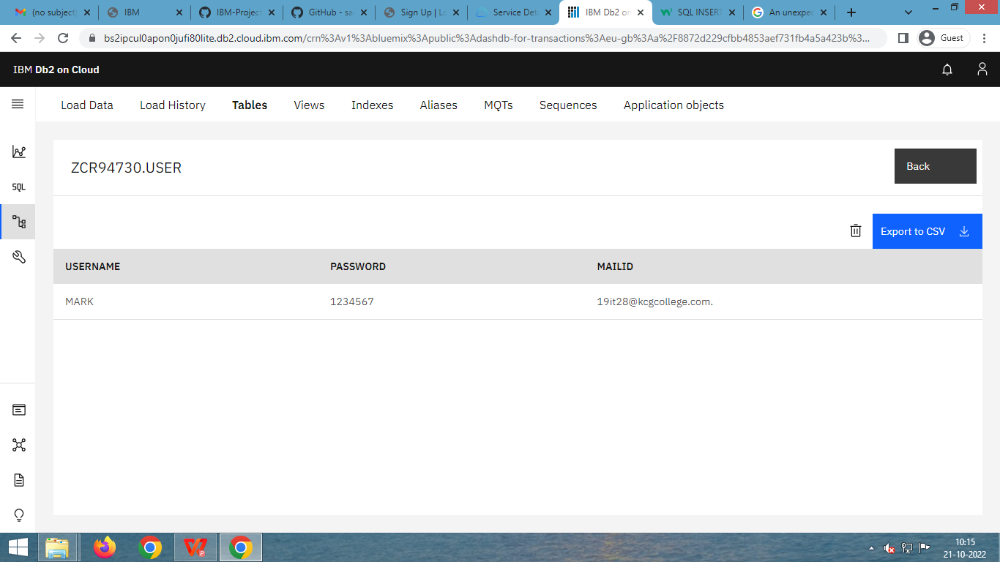 (no subject)
IBM
IBM-Project
GitHub - sa
Sign Up | Lo
Service Det
IBM Db2 on
SQL INSERT
An unexpec
bs2ipcul0apon0jufi80lite.db2.cloud.ibm.com/crn%3Av1%3Abluemix%3Apublic%3Adashdb-for-transactions%3Aeu-gb%3Aa%2F8872d229cfbb4853aef731fb4a5a423b%3...
Guest
IBM Db2 on Cloud
Load Data
Load History
Tables
Views
Indexes
Aliases
MQTs
Sequences
Application objects
SQL
ZCR94730.USER
Back
Export to CSV
USERNAME PASSWORD MAILID
MARK 1234567 19it28@kcgcollege.com.
10:15
21-10-2022